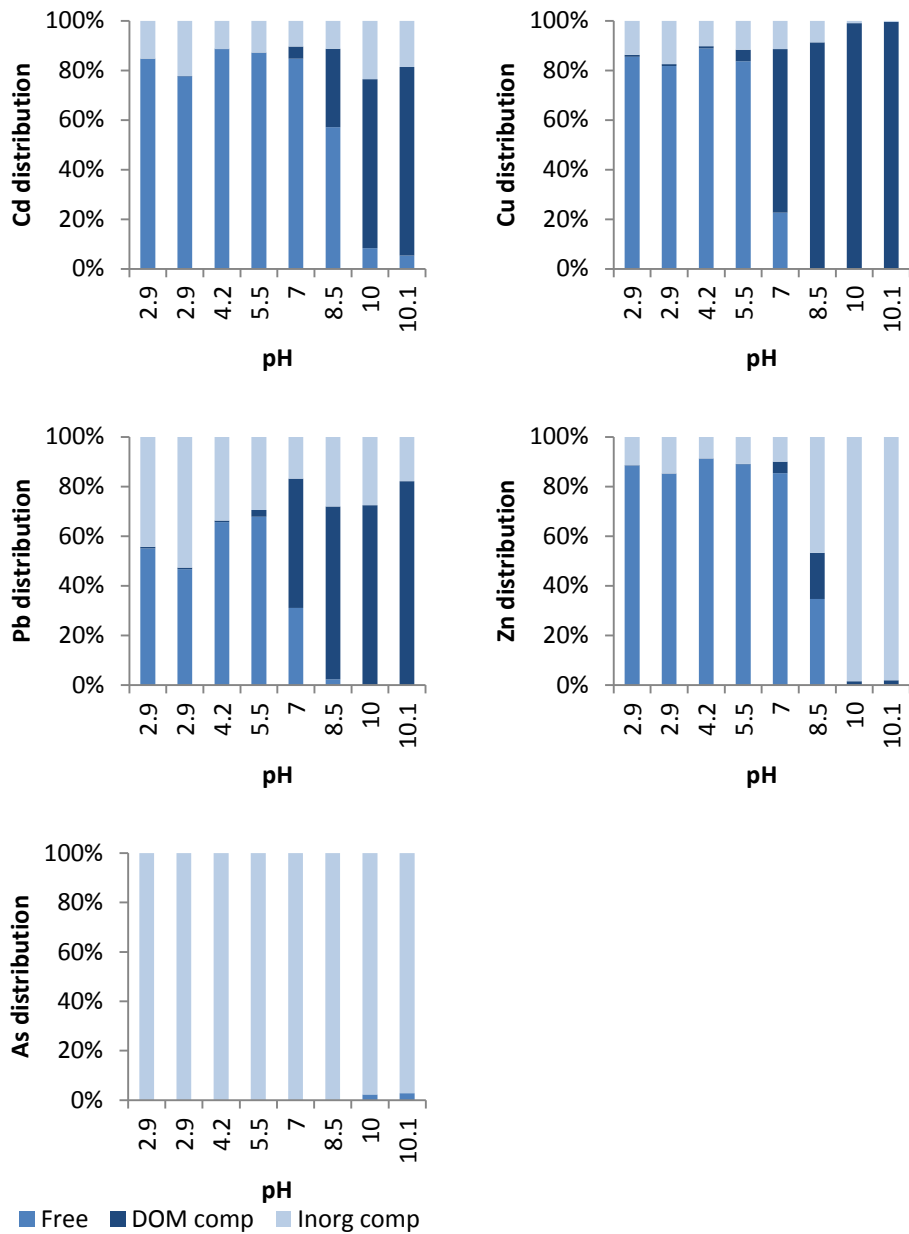 Cd distribution
100%
80%
60%
40%
20%
0%
2.9 2.9 4.2 5.5 7 8.5 10 10.1
pH
Cu distribution
100%
80%
60%
40%
20%
0%
2.9 2.9 4.2 5.5 7 8.5 10 10.1
pH
Pb distribution
100%
80%
60%
40%
20%
0%
2.9 2.9 4.2 5.5 7 8.5 10 10.1
pH
Zn distribution
100%
80%
60%
40%
20%
0%
2.9 2.9 4.2 5.5 7 8.5 10 10.1
pH
As distribution
100%
80%
60%
40%
20%
0%
2.9 2.9 4.2 5.5 7 8.5 10 10.1
pH
Free DOM comp Inorg comp